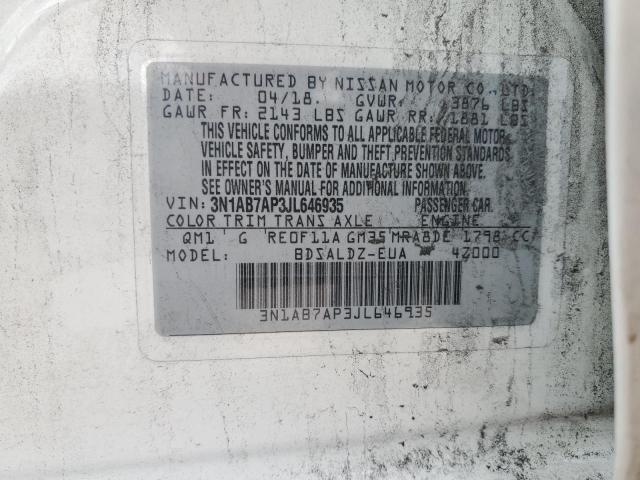 MANUFACTURED BY NISSAN MOTOR CO., LTD.
DATE: 04/18. GVWR: 3876 LBS
GAWR FR: 2143 LBS GAWR RR: 1881 LBS
THIS VEHICLE CONFORMS TO ALL APPLICABLE FEDERAL MOTOR
VEHICLE SAFETY, BUMPER AND THEFT PREVENTION STANDARDS
IN EFFECT ON THE DATE OF MANUFACTURE SHOWN ABOVE.
SEE OWNER'S MANUAL FOR ADDITIONAL INFORMATION
VIN: 3N1AB7AP3JL646935 PASSENGER CAR.
COLOR TRIM TRANS AXLE ENGINE
QM1 G RE0F11A GM35 MRA8DE 1798 CC
MODEL: BDSALDZ-EUA 4Z000
3N1AB7AP3JL646935